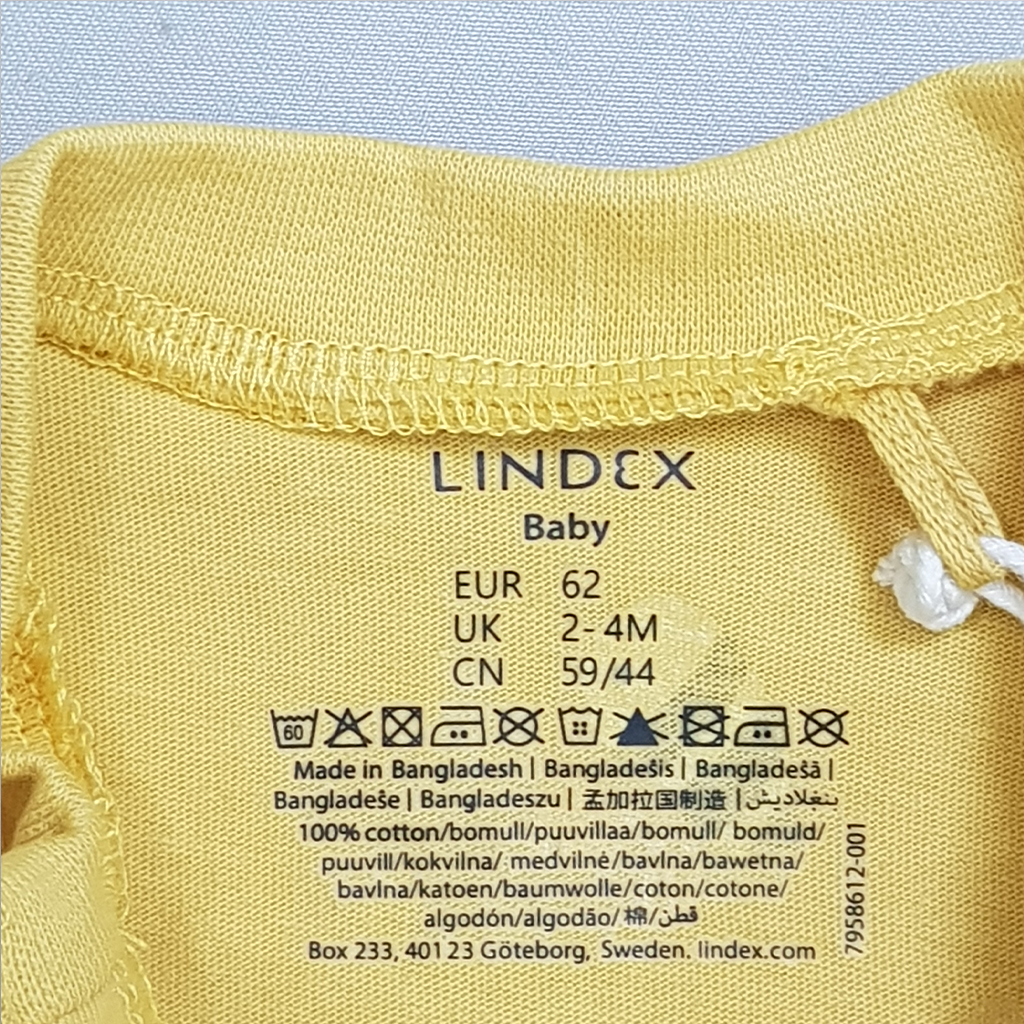 LINDEX
Baby
EUR 62
UK 2-4M
CN 59/44
60
Made in Bangladesh | Bangladešis | Bangladešā |
Bangladeše | Bangladeszu | 孟加拉国制造 | بنغلاديش
100% cotton/bomull/puuvillaa/bomull/ bomuld/
puuvill/kokvilna/ medvilnė/bavlna/bawetna/
bavlna/katoen/baumwolle/coton/cotone/
algodón/algodão/ 棉/قطن
Box 233, 401 23 Göteborg, Sweden. lindex.com
7958612-001